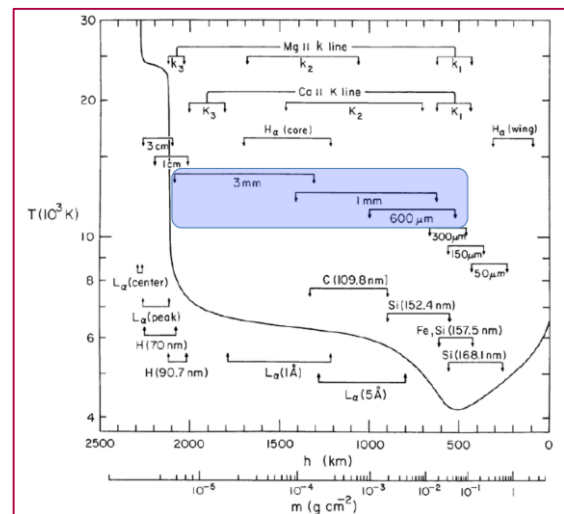 30
Mg II K line
K3
K2
K1
Ca II K line
20
K3
K2
K1
Hα (core)
Hα (wing)
3 cm
1 cm
3mm
T(10³ K)
1 mm
600 μm
10
300μm
150μm
8
50μm
Lα(center)
C (109.8 nm)
Lα(peak)
Si (152.4 nm)
6
H(70 nm)
Fe,Si(157.5 nm)
H (90.7 nm)
Lα(1Å)
Si(168.1nm)
Lα(5Å)
4
2500 2000 1500 1000 500 0
h (km)
10⁻⁵ 10⁻⁴ 10⁻³ 10⁻² 10⁻¹ 1
m (g cm⁻²)